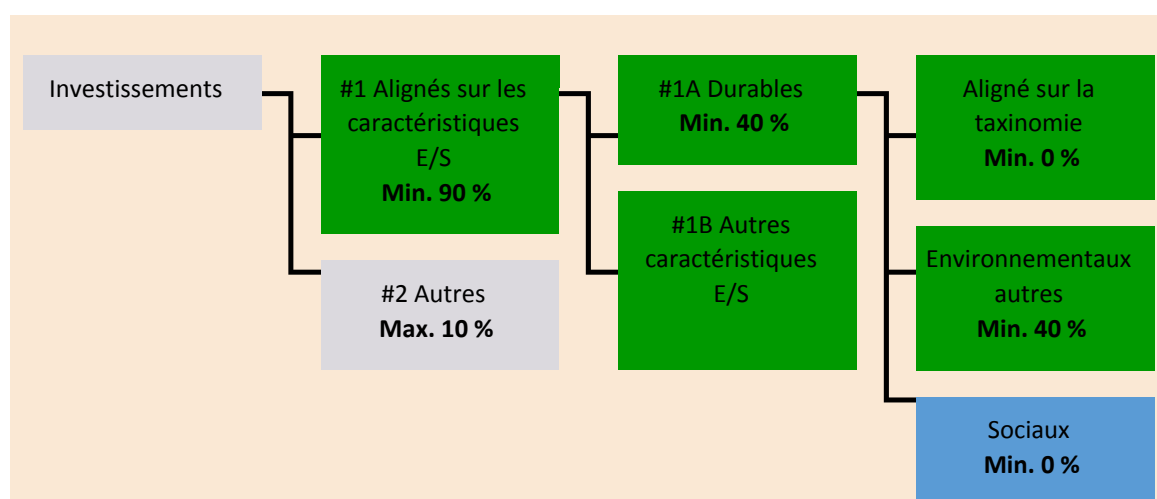 Investissements
#1 Alignés sur les
caractéristiques
E/S
Min. 90 %
#2 Autres
Max. 10 %
#1A Durables
Min. 40 %
#1B Autres
caractéristiques
E/S
Aligné sur la
taxinomie
Min. 0 %
Environnementaux
autres
Min. 40 %
Sociaux
Min. 0 %